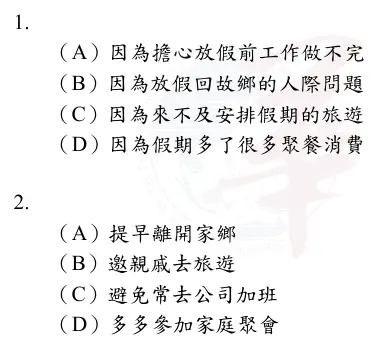 1.
（A）因為擔心放假前工作做不完
（B）因為放假回故鄉的人際問題
（C）因為來不及安排假期的旅遊
（D）因為假期多了很多聚餐消費
2.
（A）提早離開家鄉
（B）邀親戚去旅遊
（C）避免常去公司加班
（D）多多參加家庭聚會